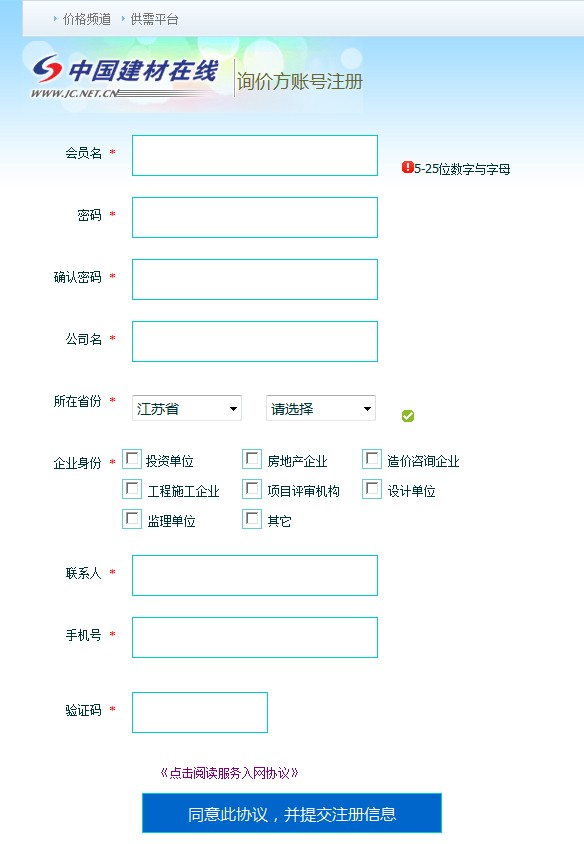 价格频道 供需平台
中国建材在线
WWW.JC.NET.CN
询价方账号注册
会员名 * 5-25位数字与字母
密码 *
确认密码 *
公司名 *
所在省份 * 江苏省 请选择
企业身份 * 投资单位 房地产企业 造价咨询企业
工程施工企业 项目评审机构 设计单位
监理单位 其它
联系人 *
手机号 *
验证码 *
《点击阅读服务入网协议》
同意此协议，并提交注册信息